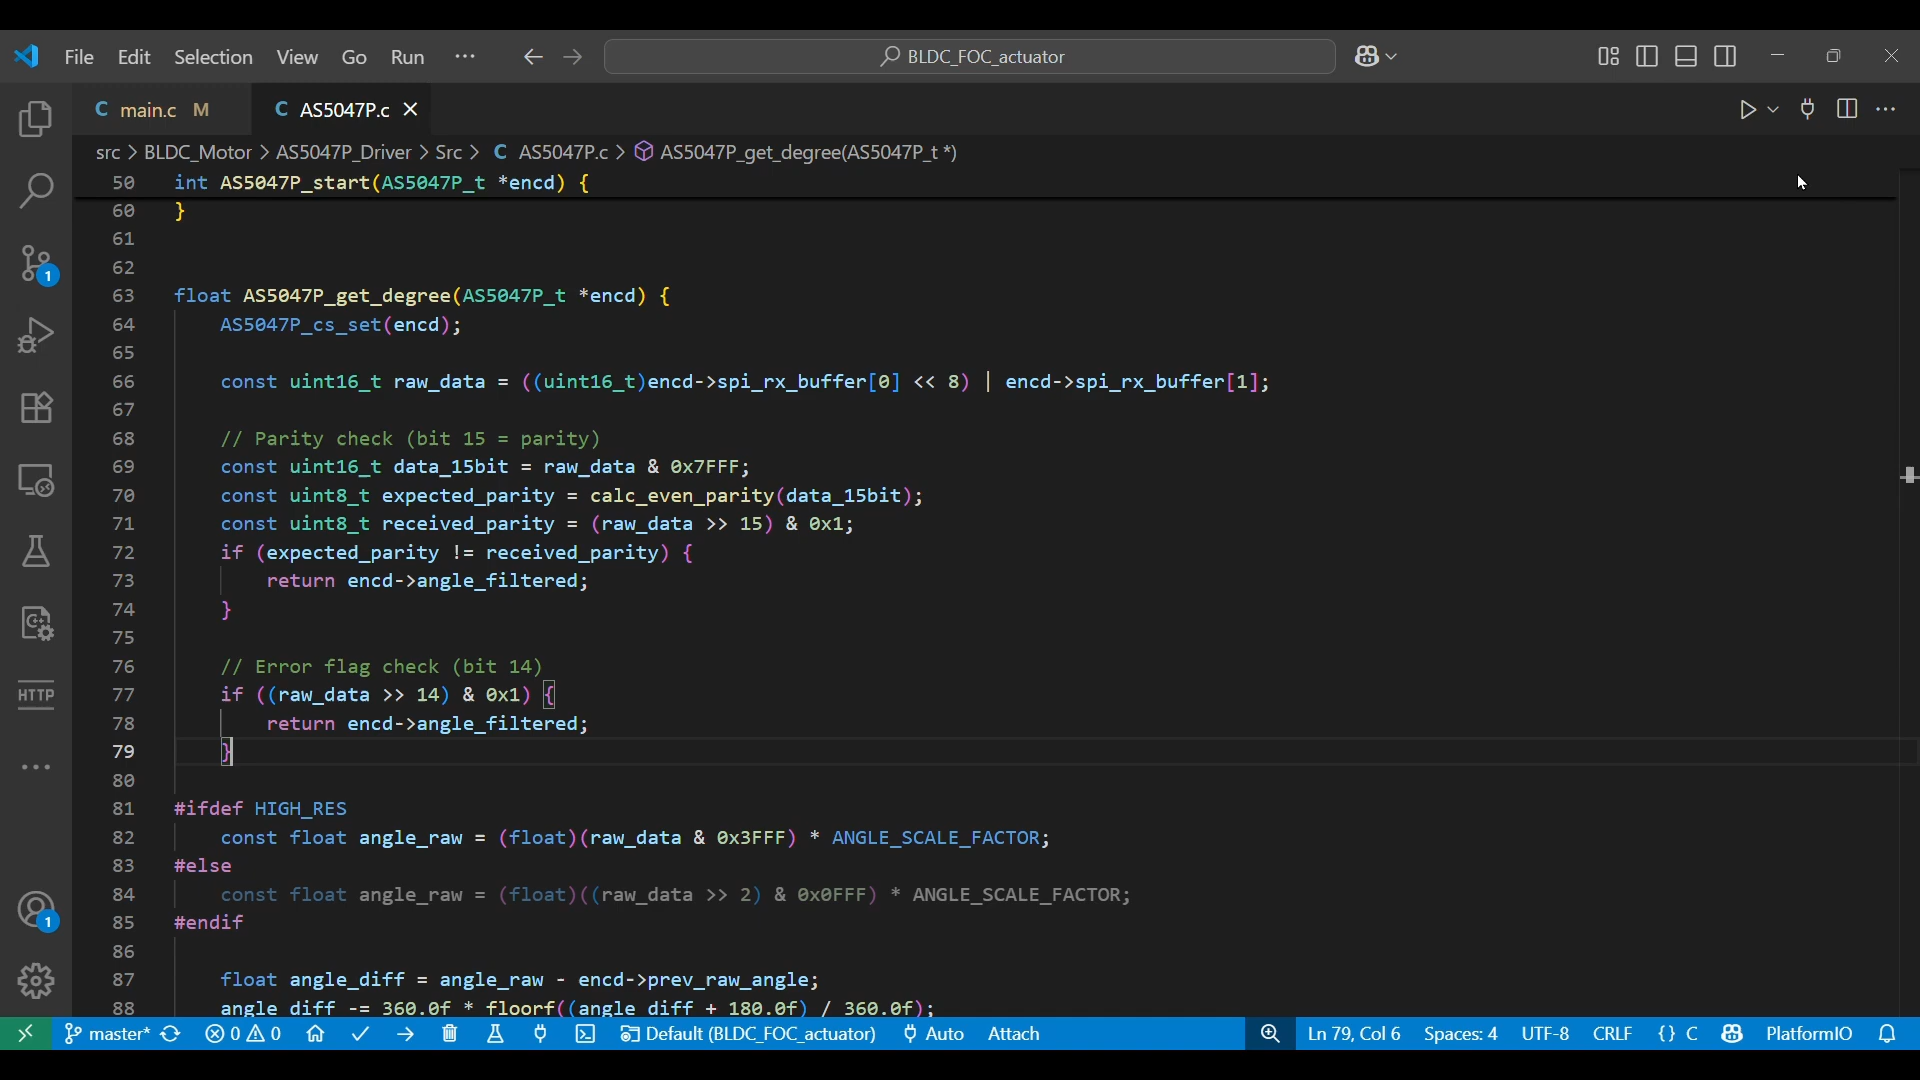 File Edit Selection View Go Run ··· BLDC_FOC_actuator
C main.c M C AS5047P.c
src > BLDC_Motor > AS5047P_Driver > Src > C AS5047P.c > AS5047P_get_degree(AS5047P_t *)
50 int AS5047P_start(AS5047P_t *encd) {
60 }
61
62
63 float AS5047P_get_degree(AS5047P_t *encd) {
64 AS5047P_cs_set(encd);
65
66 const uint16_t raw_data = ((uint16_t)encd->spi_rx_buffer[0] << 8) | encd->spi_rx_buffer[1];
67
68 // Parity check (bit 15 = parity)
69 const uint16_t data_15bit = raw_data & 0x7FFF;
70 const uint8_t expected_parity = calc_even_parity(data_15bit);
71 const uint8_t received_parity = (raw_data >> 15) & 0x1;
72 if (expected_parity != received_parity) {
73 return encd->angle_filtered;
74 }
75
76 // Error flag check (bit 14)
77 if ((raw_data >> 14) & 0x1) {
78 return encd->angle_filtered;
79 }
80
81 #ifdef HIGH_RES
82 const float angle_raw = (float)(raw_data & 0x3FFF) * ANGLE_SCALE_FACTOR;
83 #else
84 const float angle_raw = (float)((raw_data >> 2) & 0x0FFF) * ANGLE_SCALE_FACTOR;
85 #endif
86
87 float angle_diff = angle_raw - encd->prev_raw_angle;
88 angle_diff -= 360.0f * floorf((angle_diff + 180.0f) / 360.0f);
1
HTTP
1
master* 0 0 Default (BLDC_FOC_actuator) Auto Attach Ln 79, Col 6 Spaces: 4 UTF-8 CRLF {} C PlatformIO